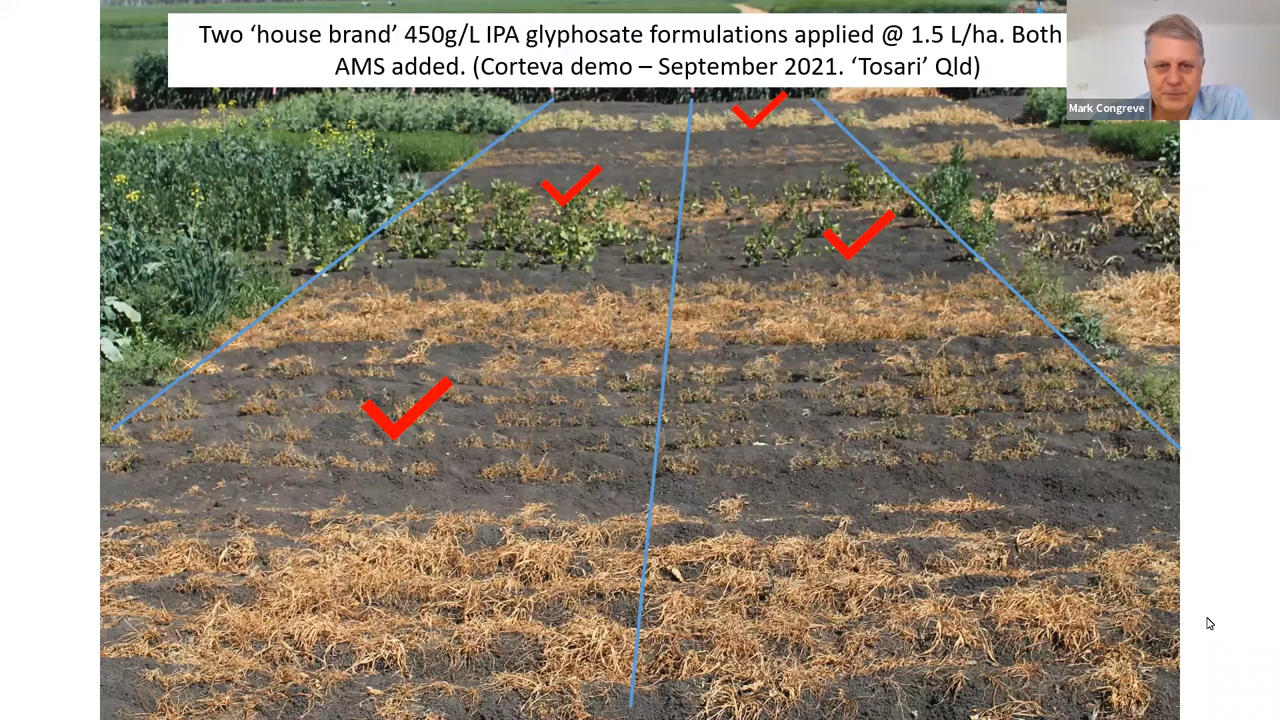 Two ‘house brand’ 450g/L IPA glyphosate formulations applied @ 1.5 L/ha. Both
AMS added. (Corteva demo – September 2021. ‘Tosari’ Qld)
Mark Congreve